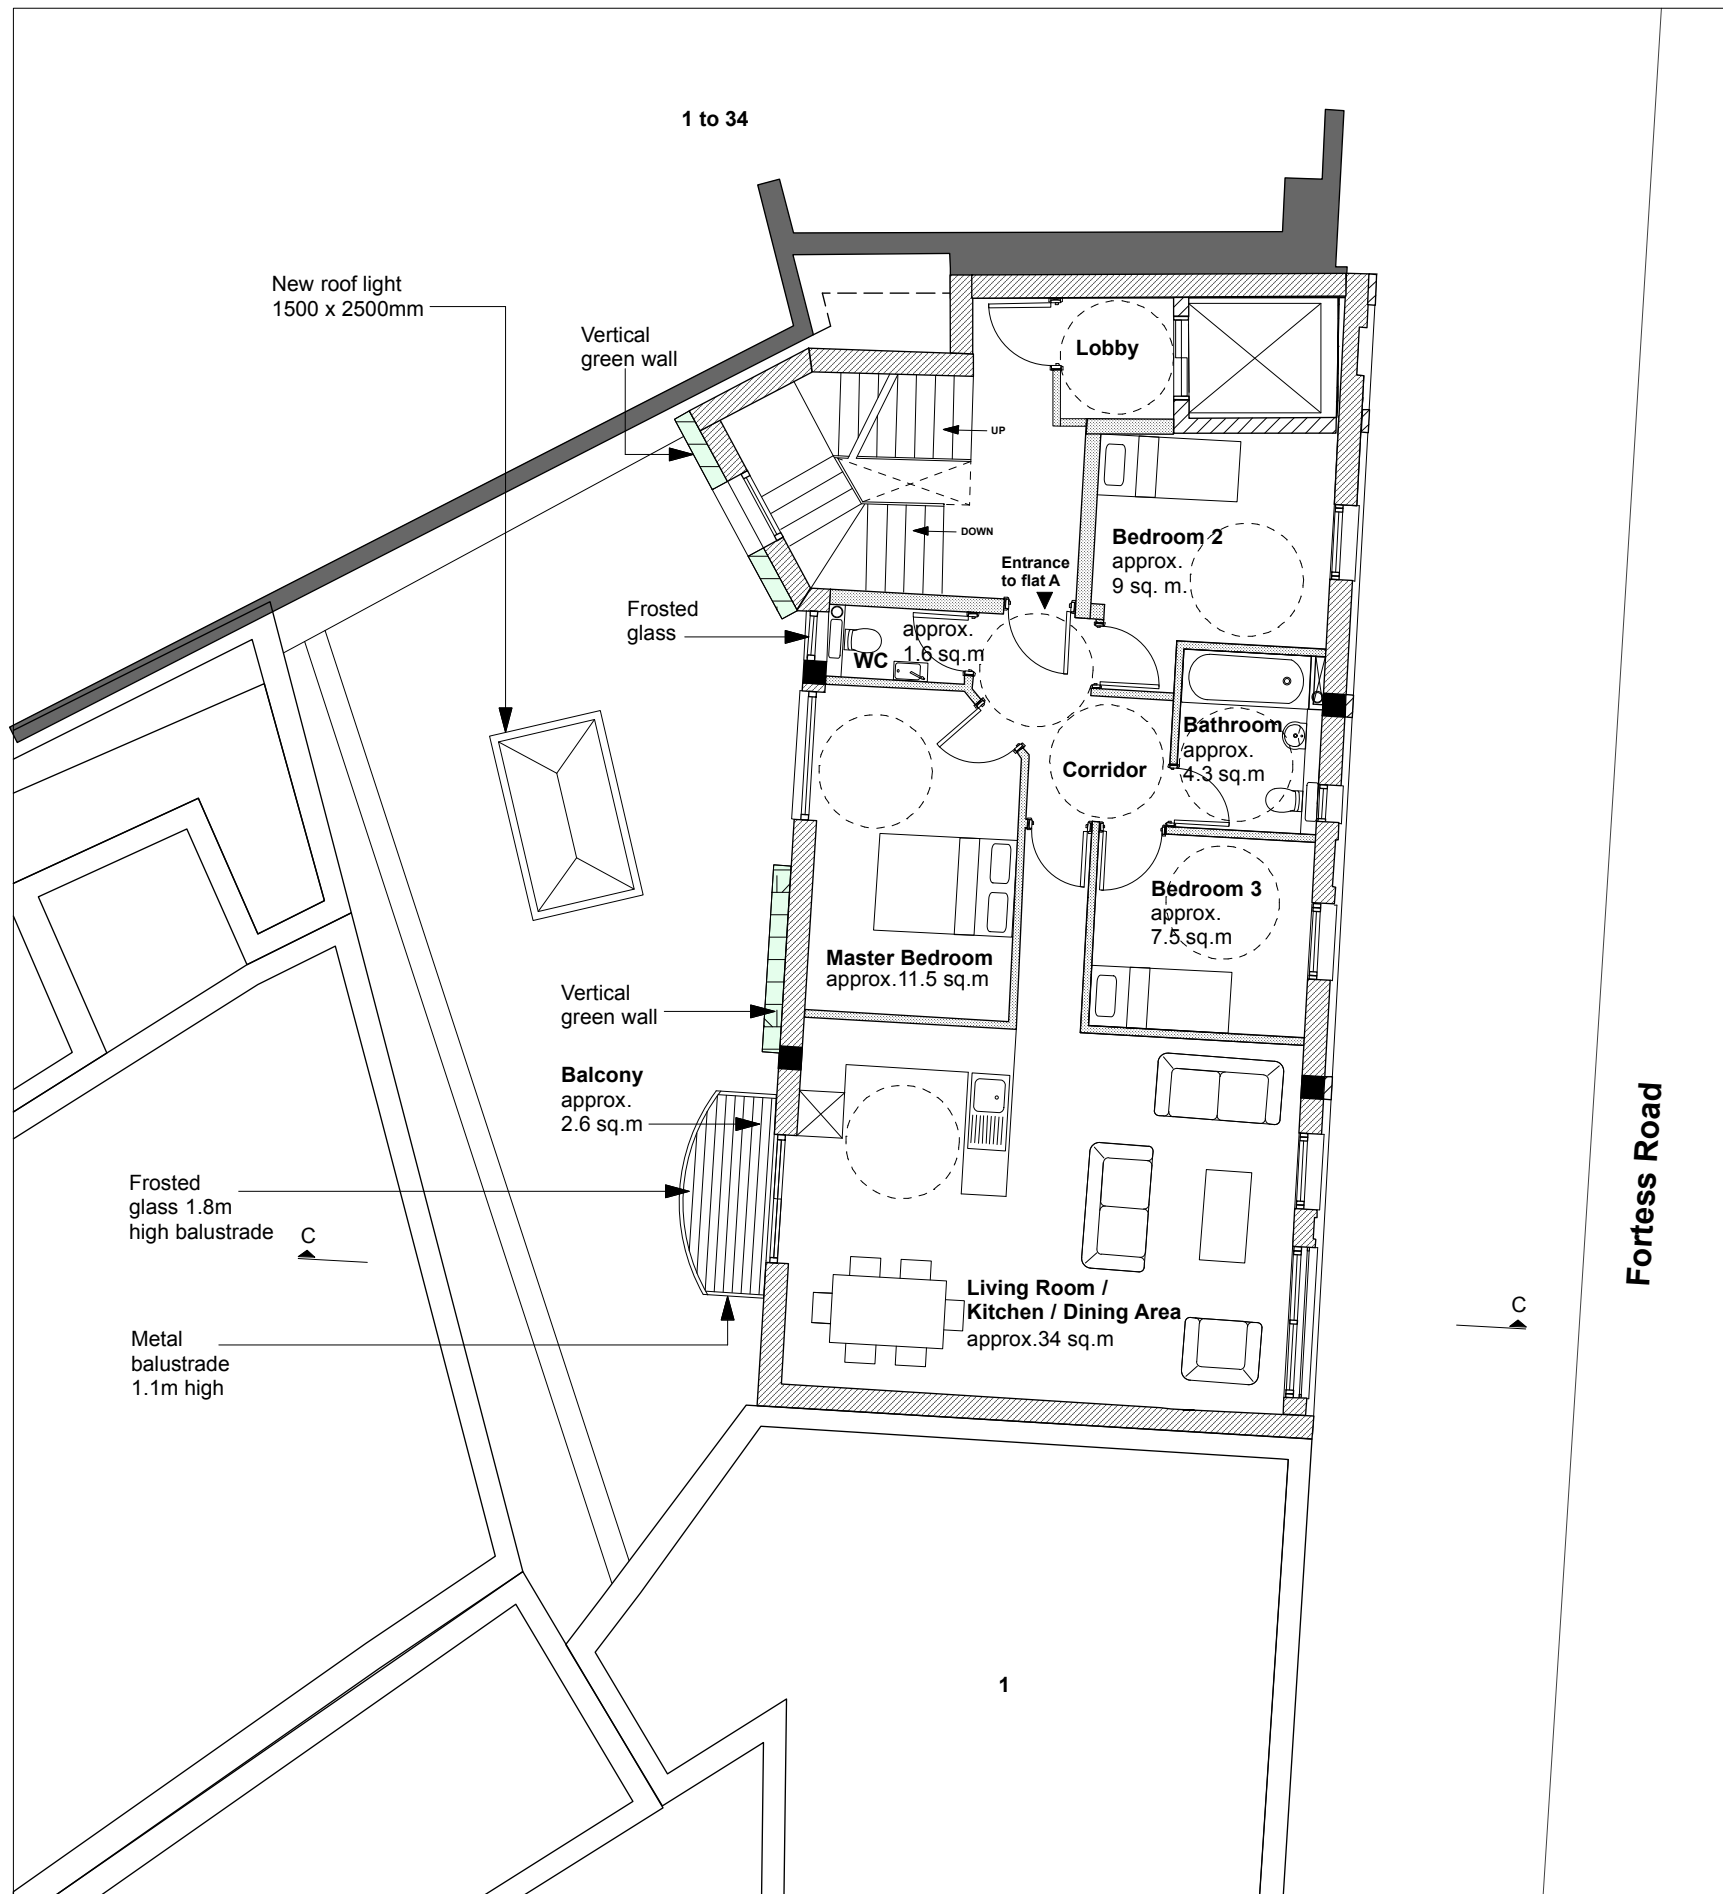 1 to 34
New roof light
1500 x 2500mm
Vertical
green wall
Lobby
UP
DOWN
Bedroom 2
approx.
9 sq. m.
Entrance
to flat A
Frosted
glass
approx.
1.6 sq.m
WC
Bathroom
approx.
4.3 sq.m
Corridor
Bedroom 3
approx.
7.5 sq.m
Master Bedroom
approx.11.5 sq.m
Vertical
green wall
Balcony
approx.
2.6 sq.m
Frosted
glass 1.8m
high balustrade
C
Living Room /
Kitchen / Dining Area
approx.34 sq.m
C
Metal
balustrade
1.1m high
Fortess Road
1